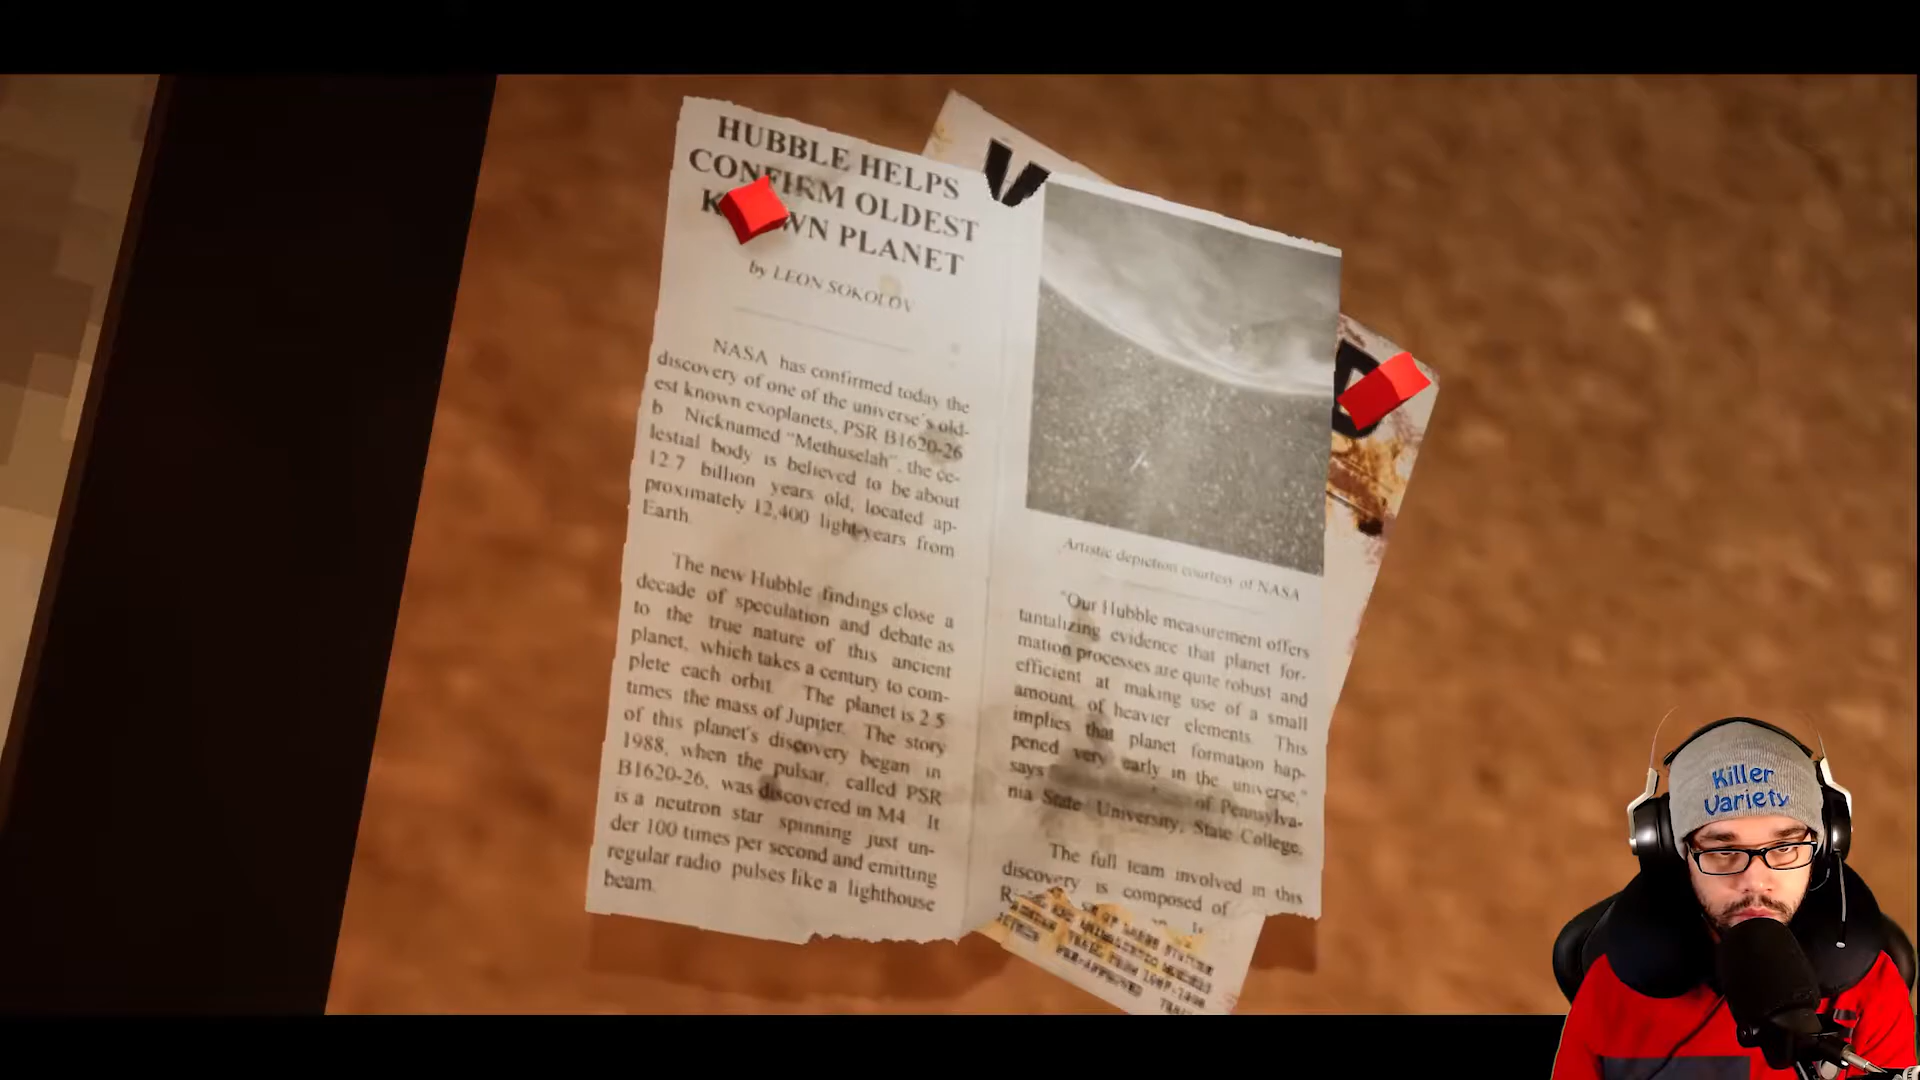 HUBBLE HELPS
CONFIRM OLDEST
WN PLANET
by LEON SOKOLOV
NASA has confirmed today the
discovery of one of the universe's old-
est known exoplanets, PSR B1620-26
b Nicknamed "Methuselah", the ce-
lestial body is believed to be about
12.7 billion years old, located ap-
proximately 12,400 light-years from
Earth.
The new Hubble findings close a
decade of speculation and debate as
to the true nature of this ancient
planet, which takes a century to com-
plete each orbit. The planet is 2.5
times the mass of Jupiter. The story
of this planet's discovery began in
1988, when the pulsar, called PSR
B1620-26, was discovered in M4. It
is a neutron star spinning just un-
der 100 times per second and emitting
regular radio pulses like a lighthouse
beam.
Artistic depiction courtesy of NASA
"Our Hubble measurement offers
tantalizing evidence that planet for-
mation processes are quite robust and
efficient at making use of a small
amount of heavier elements. This
implies that planet formation hap-
pened very early in the universe,"
says of Pennsylva-
nia State University, State College.
The full team involved in this
discovery is composed of
Killer
Variety